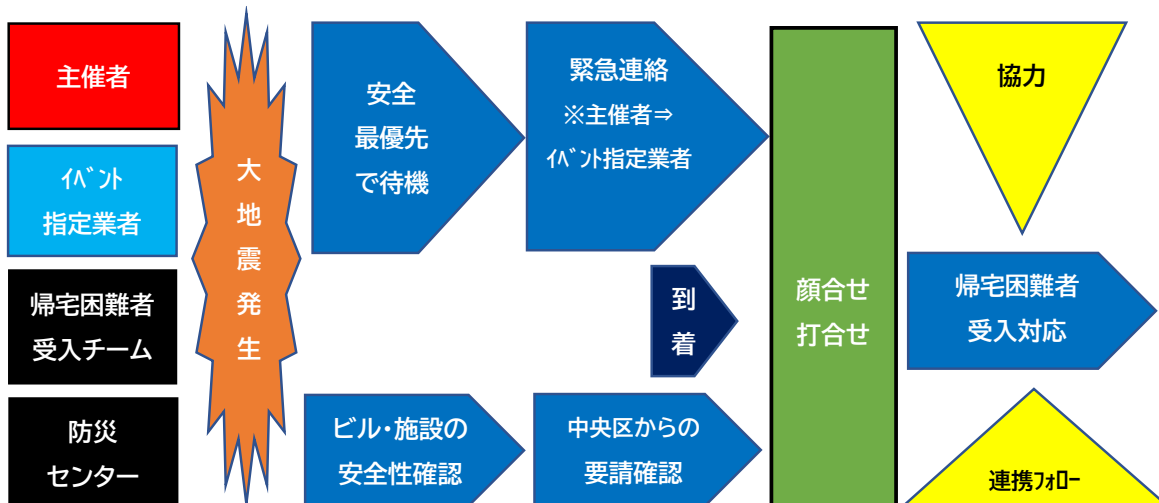 主催者
ｲﾍﾞﾝﾄ
指定業者
帰宅困難者
受入チーム
防災
センター
大地震発生
安全
最優先
で待機
緊急連絡
※主催者⇒
ｲﾍﾞﾝﾄ指定業者
到着
ビル・施設の
安全性確認
中央区からの
要請確認
顔合せ
打合せ
協力
帰宅困難者
受入対応
連携ﾌｫﾛｰ